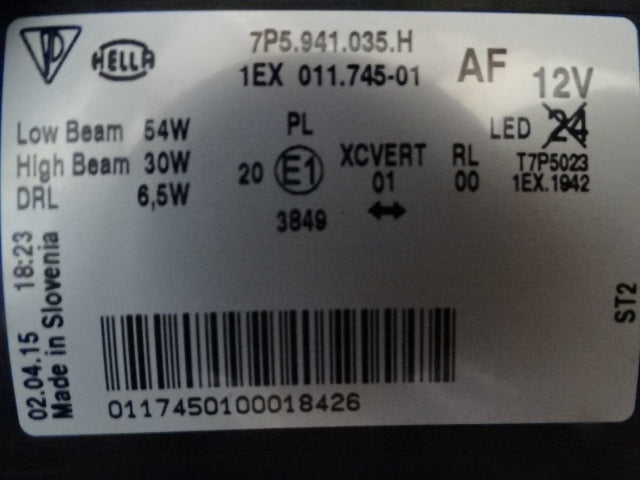 HELLA
7P5.941.035.H
1EX 011.745-01
AF
12V
LED 24
Low Beam 54W
High Beam 30W
DRL 6,5W
PL
20 E1
3849
XCVERT
01
RL
00
T7P5023
1EX.1942
02.04.15 18:23
Made in Slovenia
ST2
0117450100018426